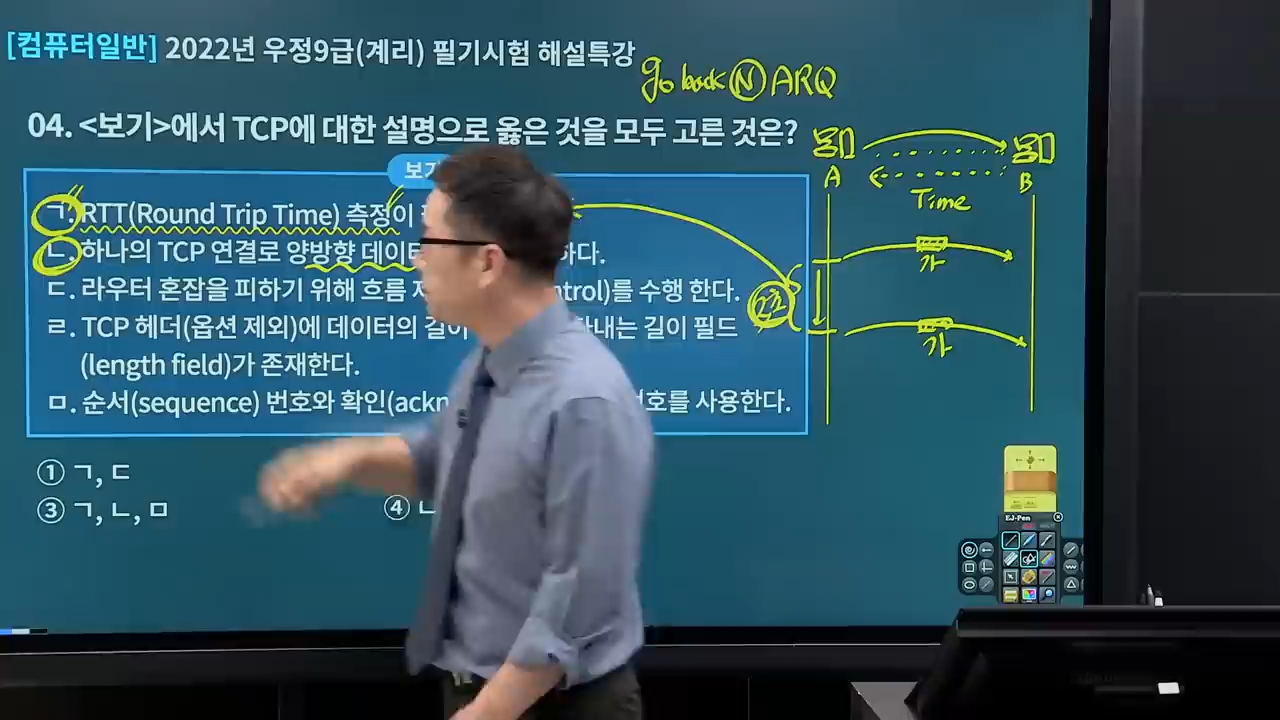 [컴퓨터일반] 2022년 우정9급(계리) 필기시험 해설특강
go back N ARQ
04. <보기>에서 TCP에 대한 설명으로 옳은 것을 모두 고른 것은?
보기
ㄱ. RTT(Round Trip Time) 측정이
ㄴ. 하나의 TCP 연결로 양방향 데이터 하다.
ㄷ. 라우터 혼잡을 피하기 위해 흐름 ntrol)를 수행 한다.
ㄹ. TCP 헤더(옵션 제외)에 데이터의 길이 하내는 길이 필드
(length field)가 존재한다.
ㅁ. 순서(sequence) 번호와 확인(ackn 번호를 사용한다.
① ㄱ, ㄷ
③ ㄱ, ㄴ, ㅁ
④ ㄴ
A
B
Time
가
가
EJ-Pen